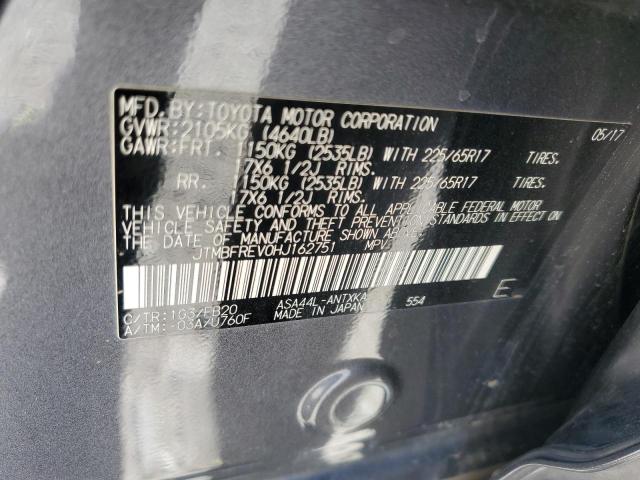 MFD. BY: TOYOTA MOTOR CORPORATION 05/17
GVWR: 2105KG (4640LB)
GAWR: FRT. 1150KG (2535LB) WITH 225/65R17 TIRES.
17X6 1/2J RIMS.
RR. 1150KG (2535LB) WITH 225/65R17 TIRES.
17X6 1/2J RIMS.
THIS VEHICLE CONFORMS TO ALL APPLICABLE FEDERAL MOTOR
VEHICLE SAFETY AND THEFT PREVENTION STANDARDS IN EFFECT ON
THE DATE OF MANUFACTURE SHOWN ABOVE.
JTMBFREV0HJ162751 MPV
C/TR: 1G3/FB20 ASA44L-ANTXKA 554 E
A/TM: -03A/U760F MADE IN JAPAN